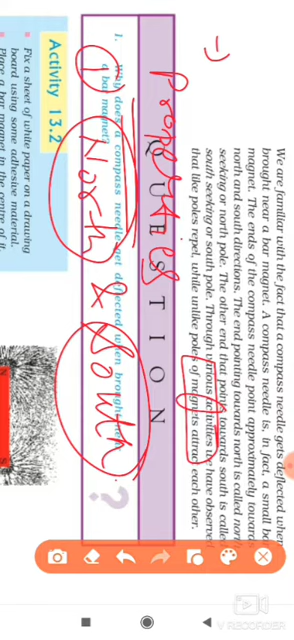 We are familiar with the fact that a compass needle gets deflected when
brought near a bar magnet. A compass needle is, in fact, a small bar
magnet. The ends of the compass needle point approximately towards
north and south directions. The end pointing towards north is called north
seeking or north pole. The other end that points towards south is called
south seeking or south pole. Through various activities we have observed
that like poles repel, while unlike poles of magnets attract each other.
QUESTION
?
1. Why does a compass needle get deflected when brought near
a bar magnet?
Activity 13.2
Fix a sheet of white paper on a drawing
board using some adhesive material.
Place a bar magnet in the centre of it.
1) Properties
① North & South
V RECORDER